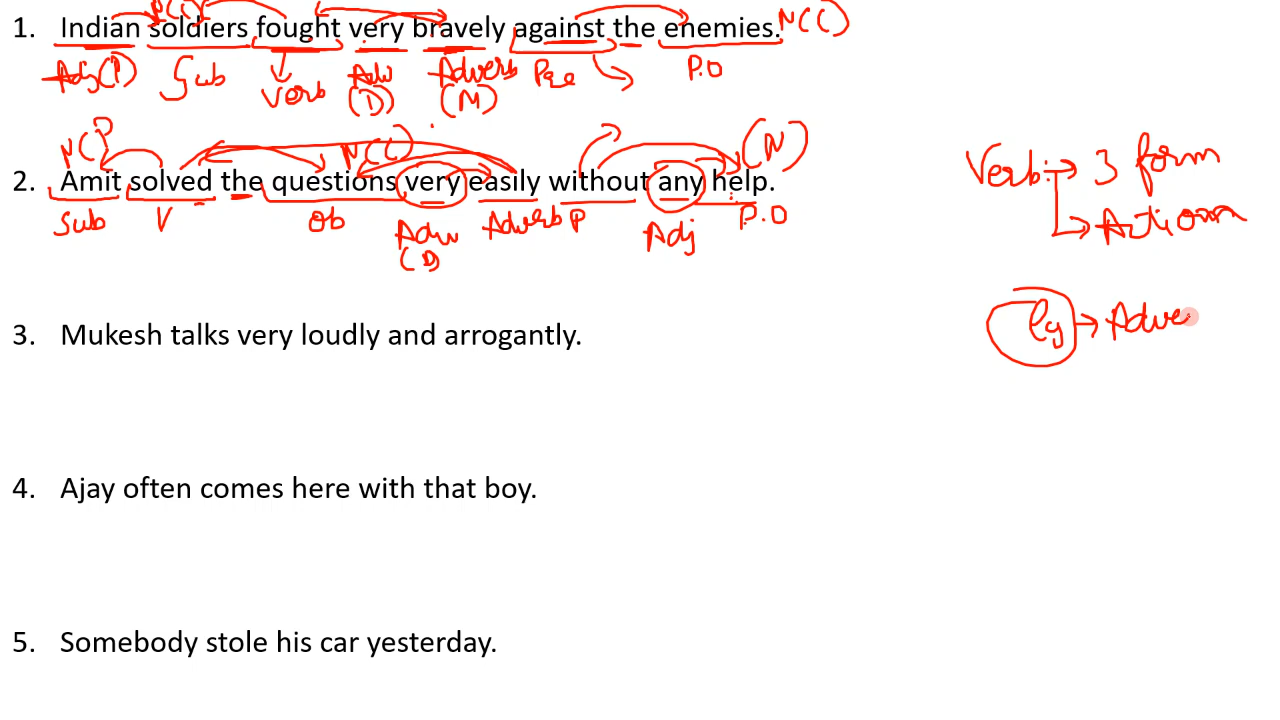 N(C)
1. Indian soldiers fought very bravely against the enemies. N(C)
Adj(P) Sub Verb Adv (D) Adverb (M) Pre P.O
N(P) N(C) (N)
2. Amit solved the questions very easily without any help.
Sub V Ob Adv (D) Adverb P Adj P.O
Verb:→ 3 form
→ Action
ly → Adve
3. Mukesh talks very loudly and arrogantly.
4. Ajay often comes here with that boy.
5. Somebody stole his car yesterday.